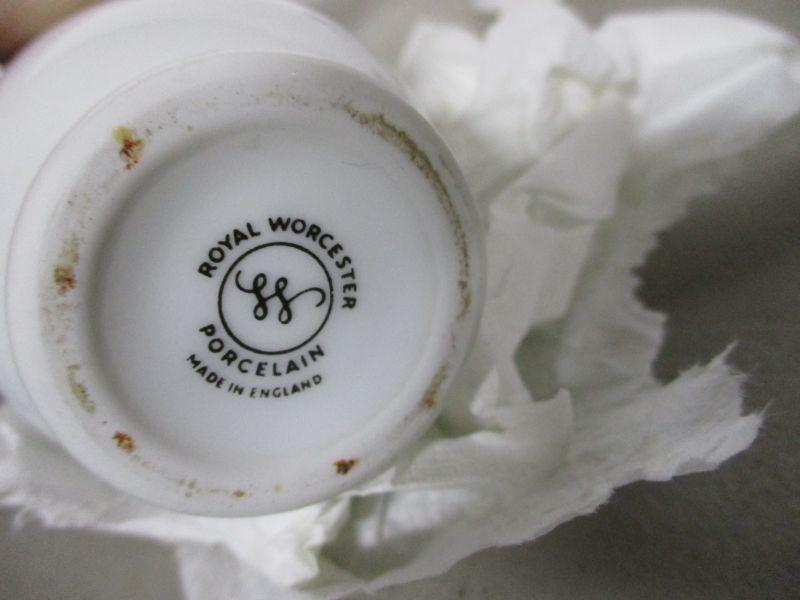 ROYAL WORCESTER
PORCELAIN
MADE IN ENGLAND